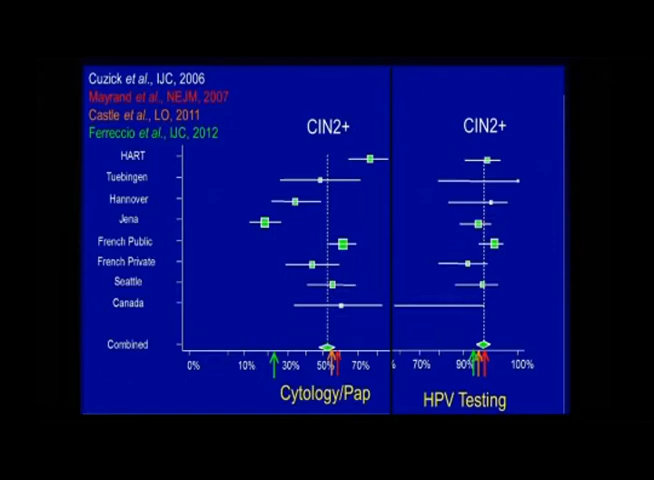 Cuzick et al., IJC, 2006
Mayrand et al., NEJM, 2007
Castle et al., LO, 2011
Ferreccio et al., IJC, 2012
CIN2+
CIN2+
HART
Tuebingen
Hannover
Jena
French Public
French Private
Seattle
Canada
Combined
0% 10% 30% 50% 70%
% 70% 90% 100%
Cytology/Pap
HPV Testing